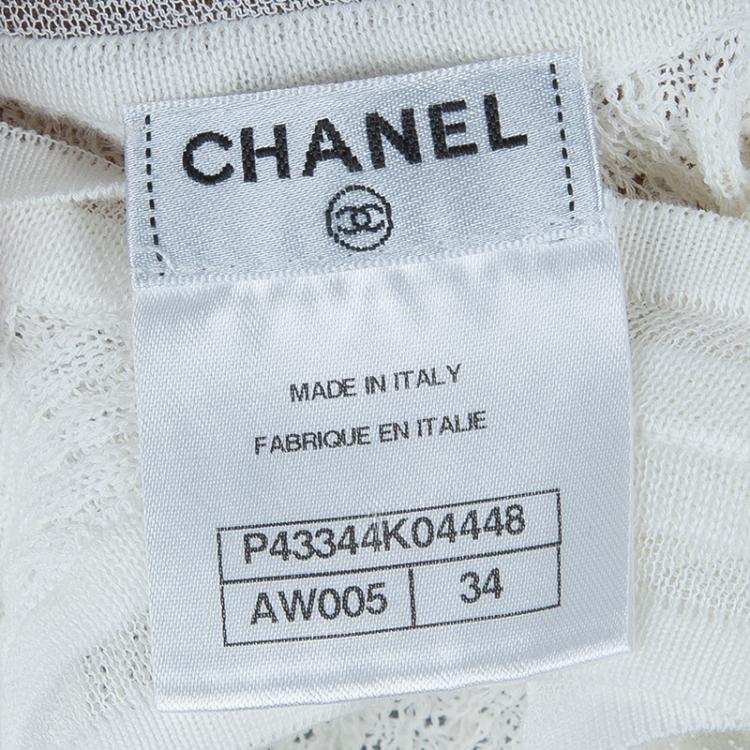 CHANEL
MADE IN ITALY
FABRIQUE EN ITALIE
P43344K04448
AW005 34